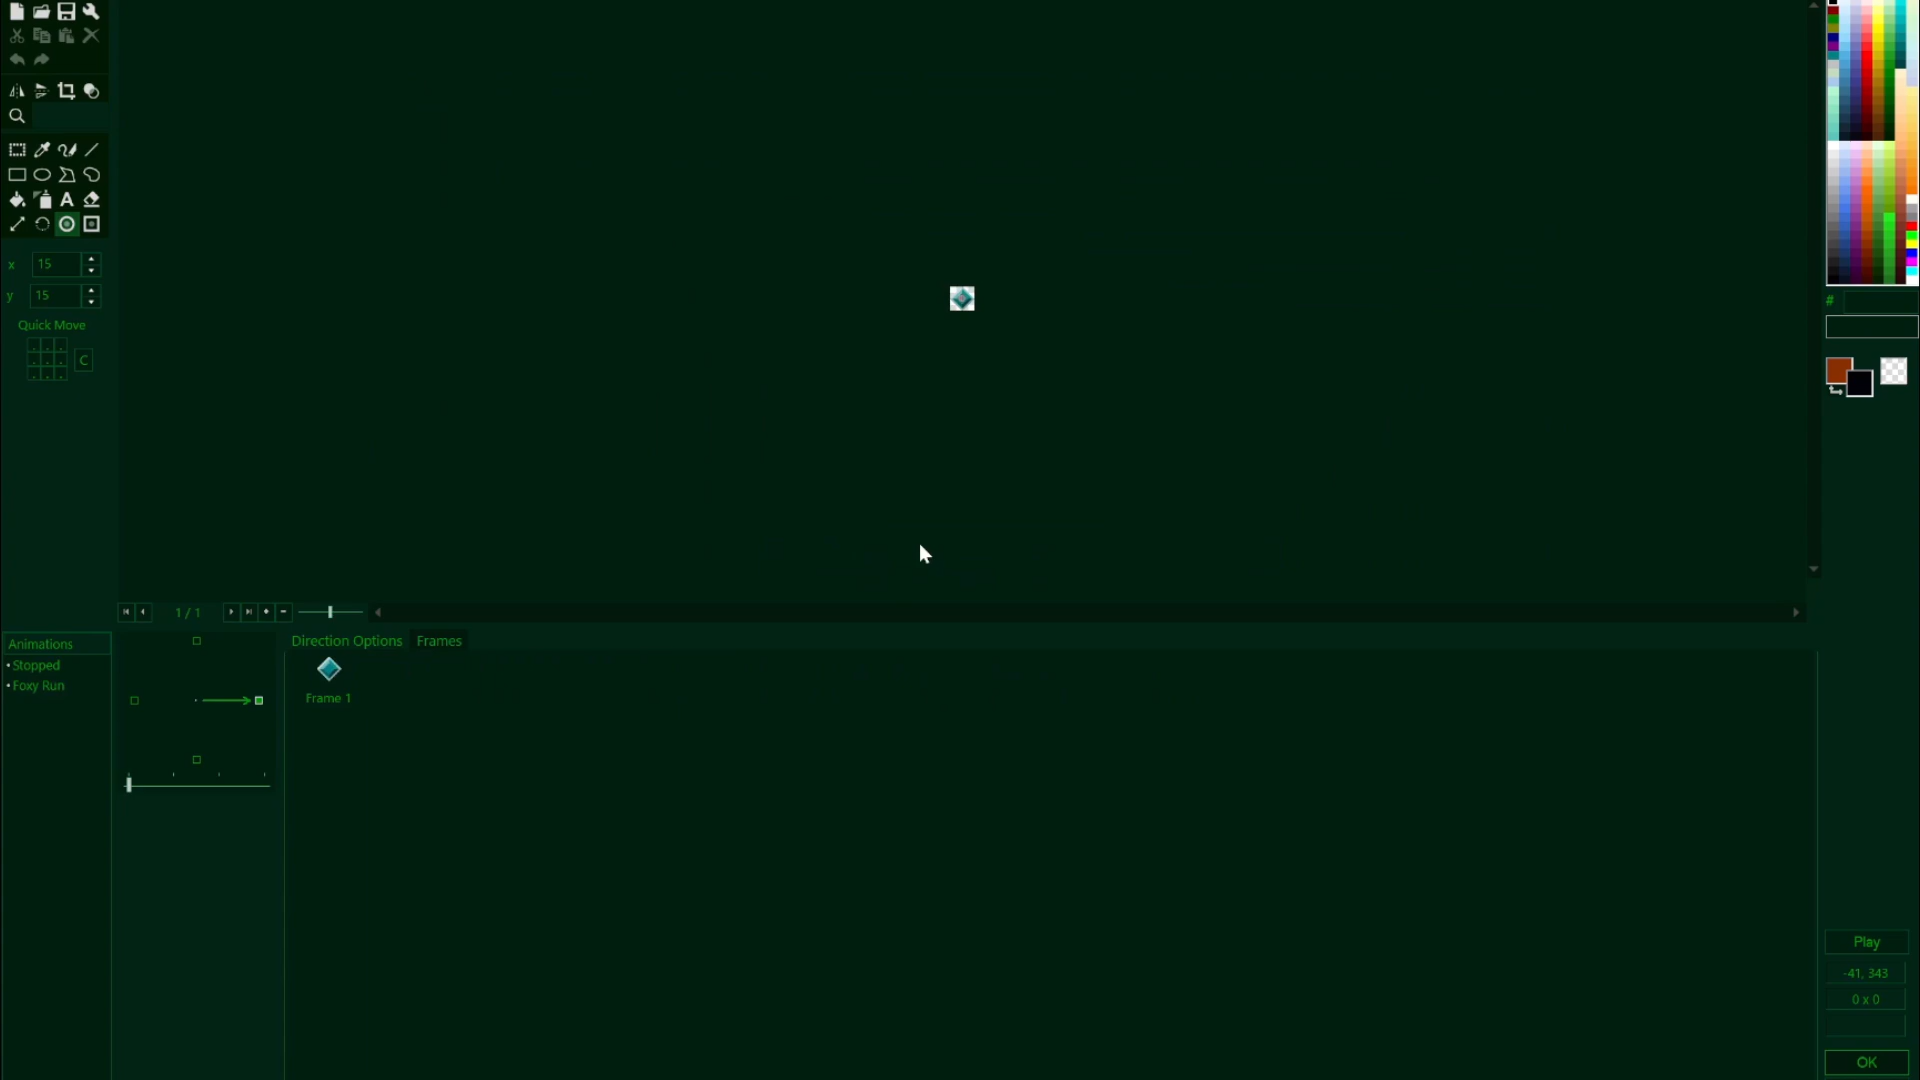 x 15
y 15
Quick Move
C
#
1 / 1
Animations
Stopped
Foxy Run
Direction Options Frames
Frame 1
Play
-41, 343
0 x 0
OK